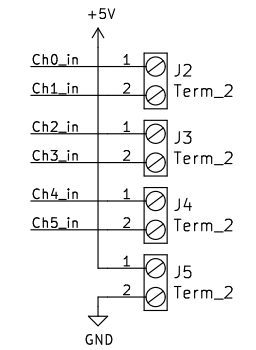 +5V
Ch0_in 1
J2
Ch1_in 2 Term_2
Ch2_in 1
J3
Ch3_in 2 Term_2
Ch4_in 1
J4
Ch5_in 2 Term_2
1
J5
2 Term_2
GND